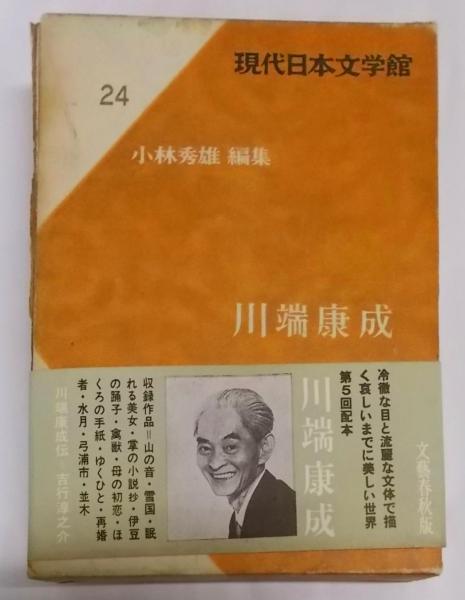 現代日本文学館
24
小林秀雄 編集
川端康成
文藝春秋版
冷徹な目と流麗な文体で描
く哀しいまでに美しい世界
第5回配本
川端康成
収録作品=山の音・雪国・眠
れる美女・掌の小説抄・伊豆
の踊子・禽獣・母の初恋・ほ
くろの手紙・ゆくひと・再婚
者・水月・弓浦市・並木
川端康成伝 吉行淳之介